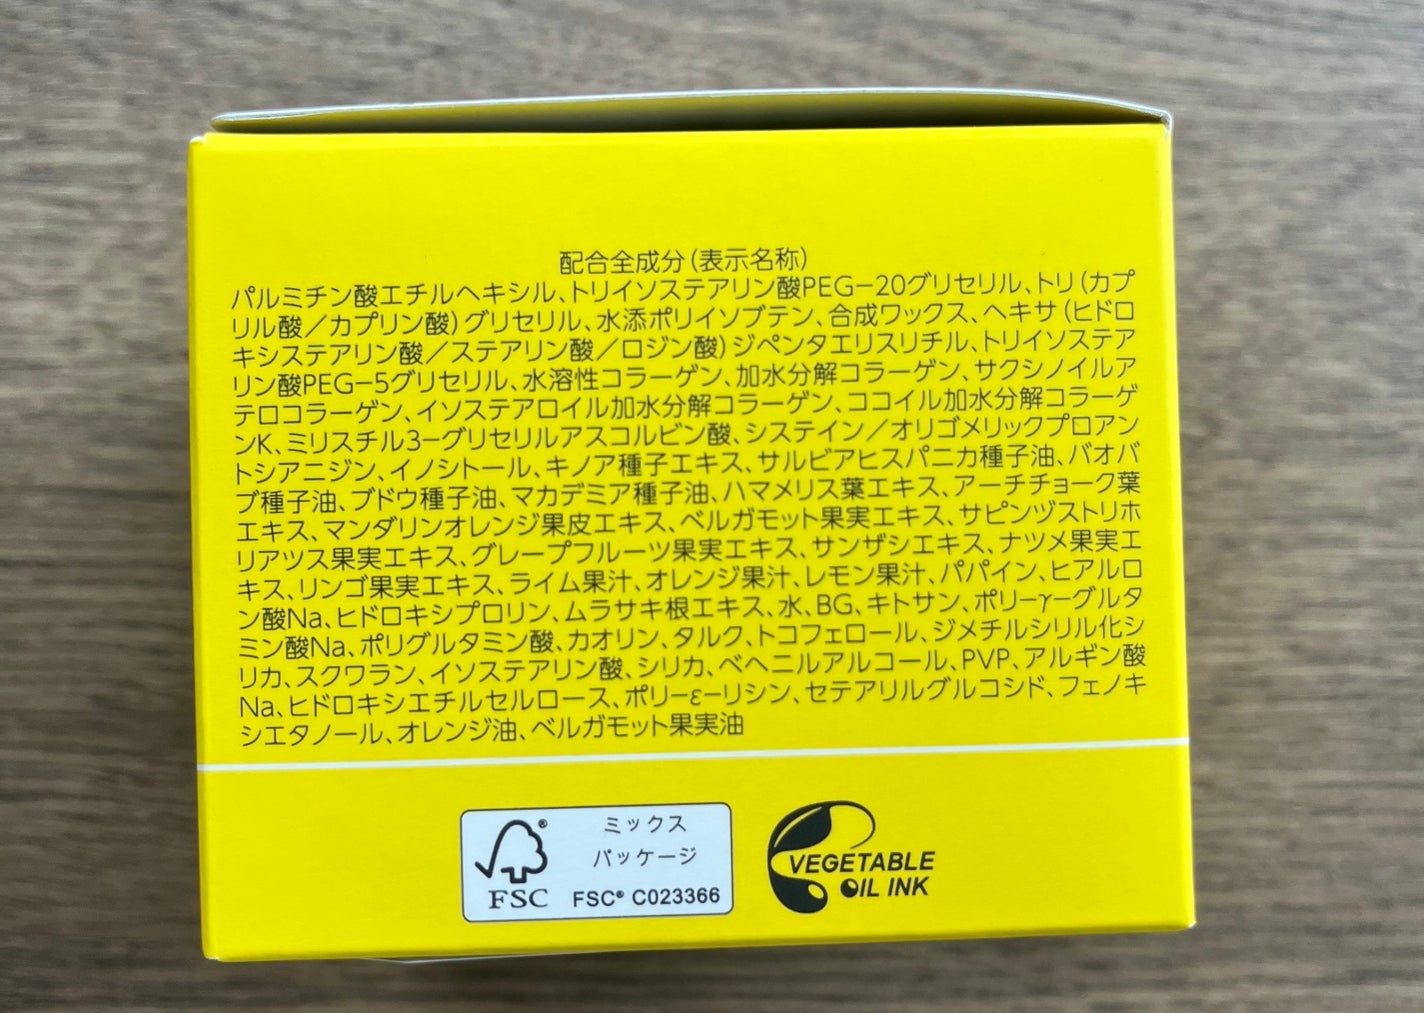 配合全成分(表示名称)
パルミチン酸エチルヘキシル、トリイソステアリン酸PEG−20グリセリル、トリ(カプ
リル酸／カプリン酸)グリセリル、水添ポリイソブテン、合成ワックス、ヘキサ(ヒドロ
キシステアリン酸／ステアリン酸／ロジン酸)ジペンタエリスリチル、トリイソステア
リン酸PEG−5グリセリル、水溶性コラーゲン、加水分解コラーゲン、サクシノイルア
テロコラーゲン、イソステアロイル加水分解コラーゲン、ココイル加水分解コラーゲ
ンK、ミリスチル3−グリセリルアスコルビン酸、システイン／オリゴメリックプロアン
トシアニジン、イノシトール、キノア種子エキス、サルビアヒスパニカ種子油、バオバ
ブ種子油、ブドウ種子油、マカデミア種子油、ハマメリス葉エキス、アーチチョーク葉
エキス、マンダリンオレンジ果皮エキス、ベルガモット果実エキス、サピンヅストリホ
リアツス果実エキス、グレープフルーツ果実エキス、サンザシエキス、ナツメ果実エ
キス、リンゴ果実エキス、ライム果汁、オレンジ果汁、レモン果汁、パパイン、ヒアルロ
ン酸Na、ヒドロキシプロリン、ムラサキ根エキス、水、BG、キトサン、ポリ−γ−グルタ
ミン酸Na、ポリグルタミン酸、カオリン、タルク、トコフェロール、ジメチルシリル化シ
リカ、スクワラン、イソステアリン酸、シリカ、ベヘニルアルコール、PVP、アルギン酸
Na、ヒドロキシエチルセルロース、ポリ−ε−リシン、セテアリルグルコシド、フェノキ
シエタノール、オレンジ油、ベルガモット果実油
ミックス
パッケージ
FSC® C023366
®
FSC
VEGETABLE
OIL INK